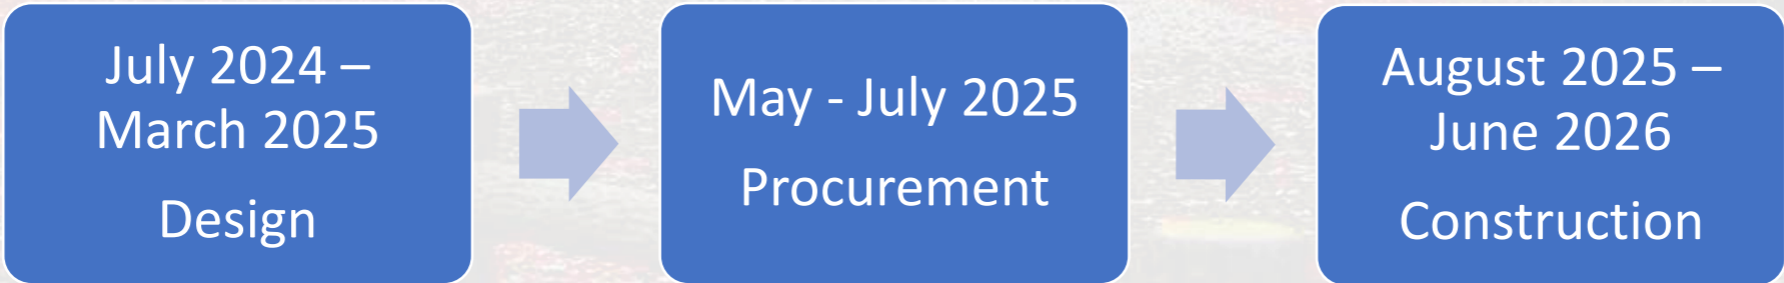 July 2024 –
March 2025
Design
May - July 2025
Procurement
August 2025 –
June 2026
Construction